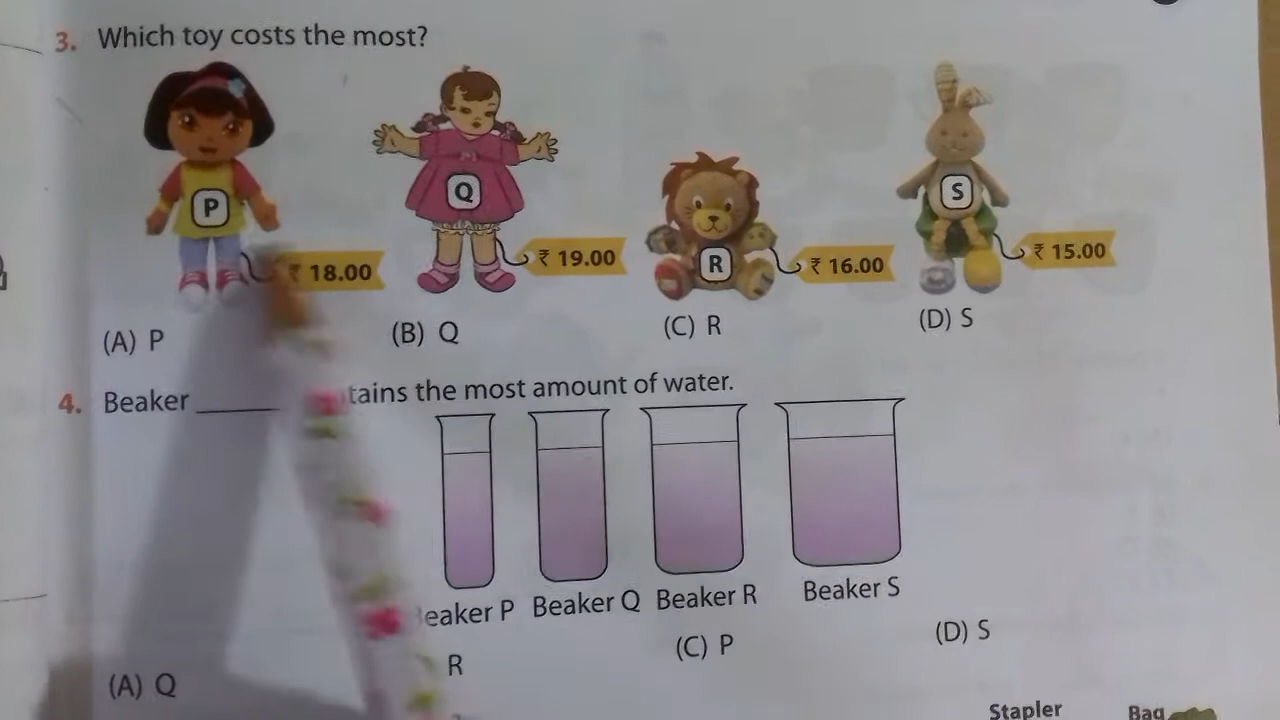 3. Which toy costs the most?
P Q R S
₹ 18.00 ₹ 19.00 ₹ 16.00 ₹ 15.00
(A) P (B) Q (C) R (D) S
4. Beaker ______ tains the most amount of water.
eaker P Beaker Q Beaker R Beaker S
(A) Q R (C) P (D) S
Stapler Bag